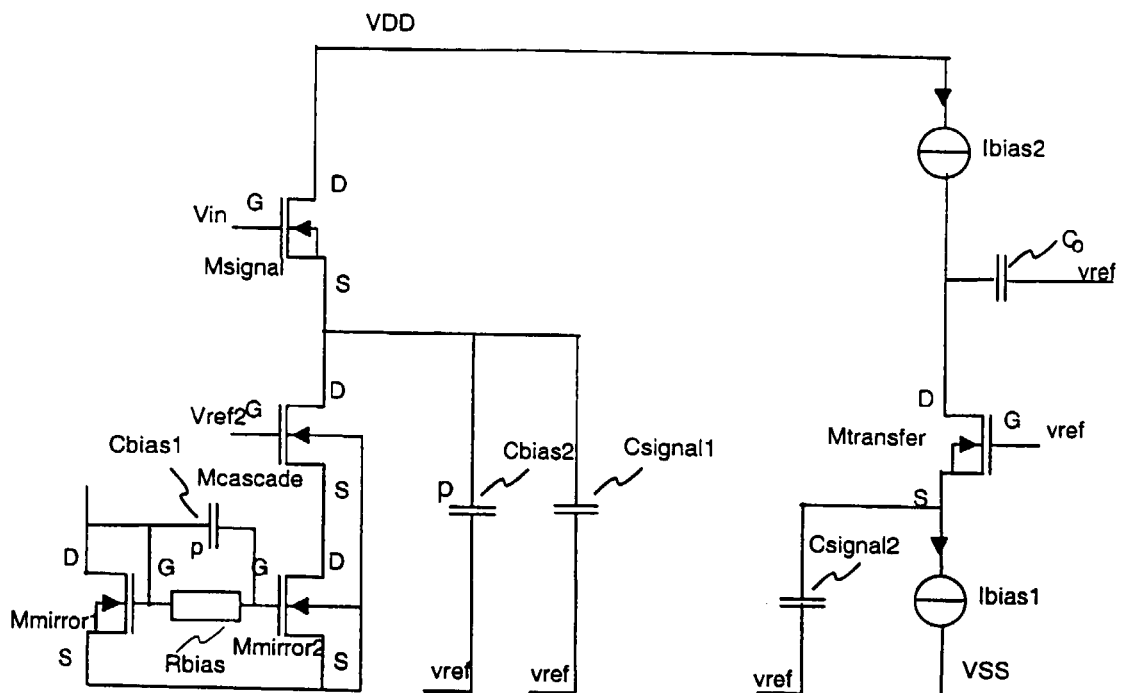 VDD
Ibias2
D
G
Vin
Msignal
S
Co
vref
D
Vref2
G
Cbias1
Mcascade
S
Cbias2
Csignal1
p
D
G
Mtransfer
vref
S
Csignal2
Ibias1
D
p
G
G
D
Mmirror1
Rbias
Mmirror2
S
S
vref
vref
vref
VSS